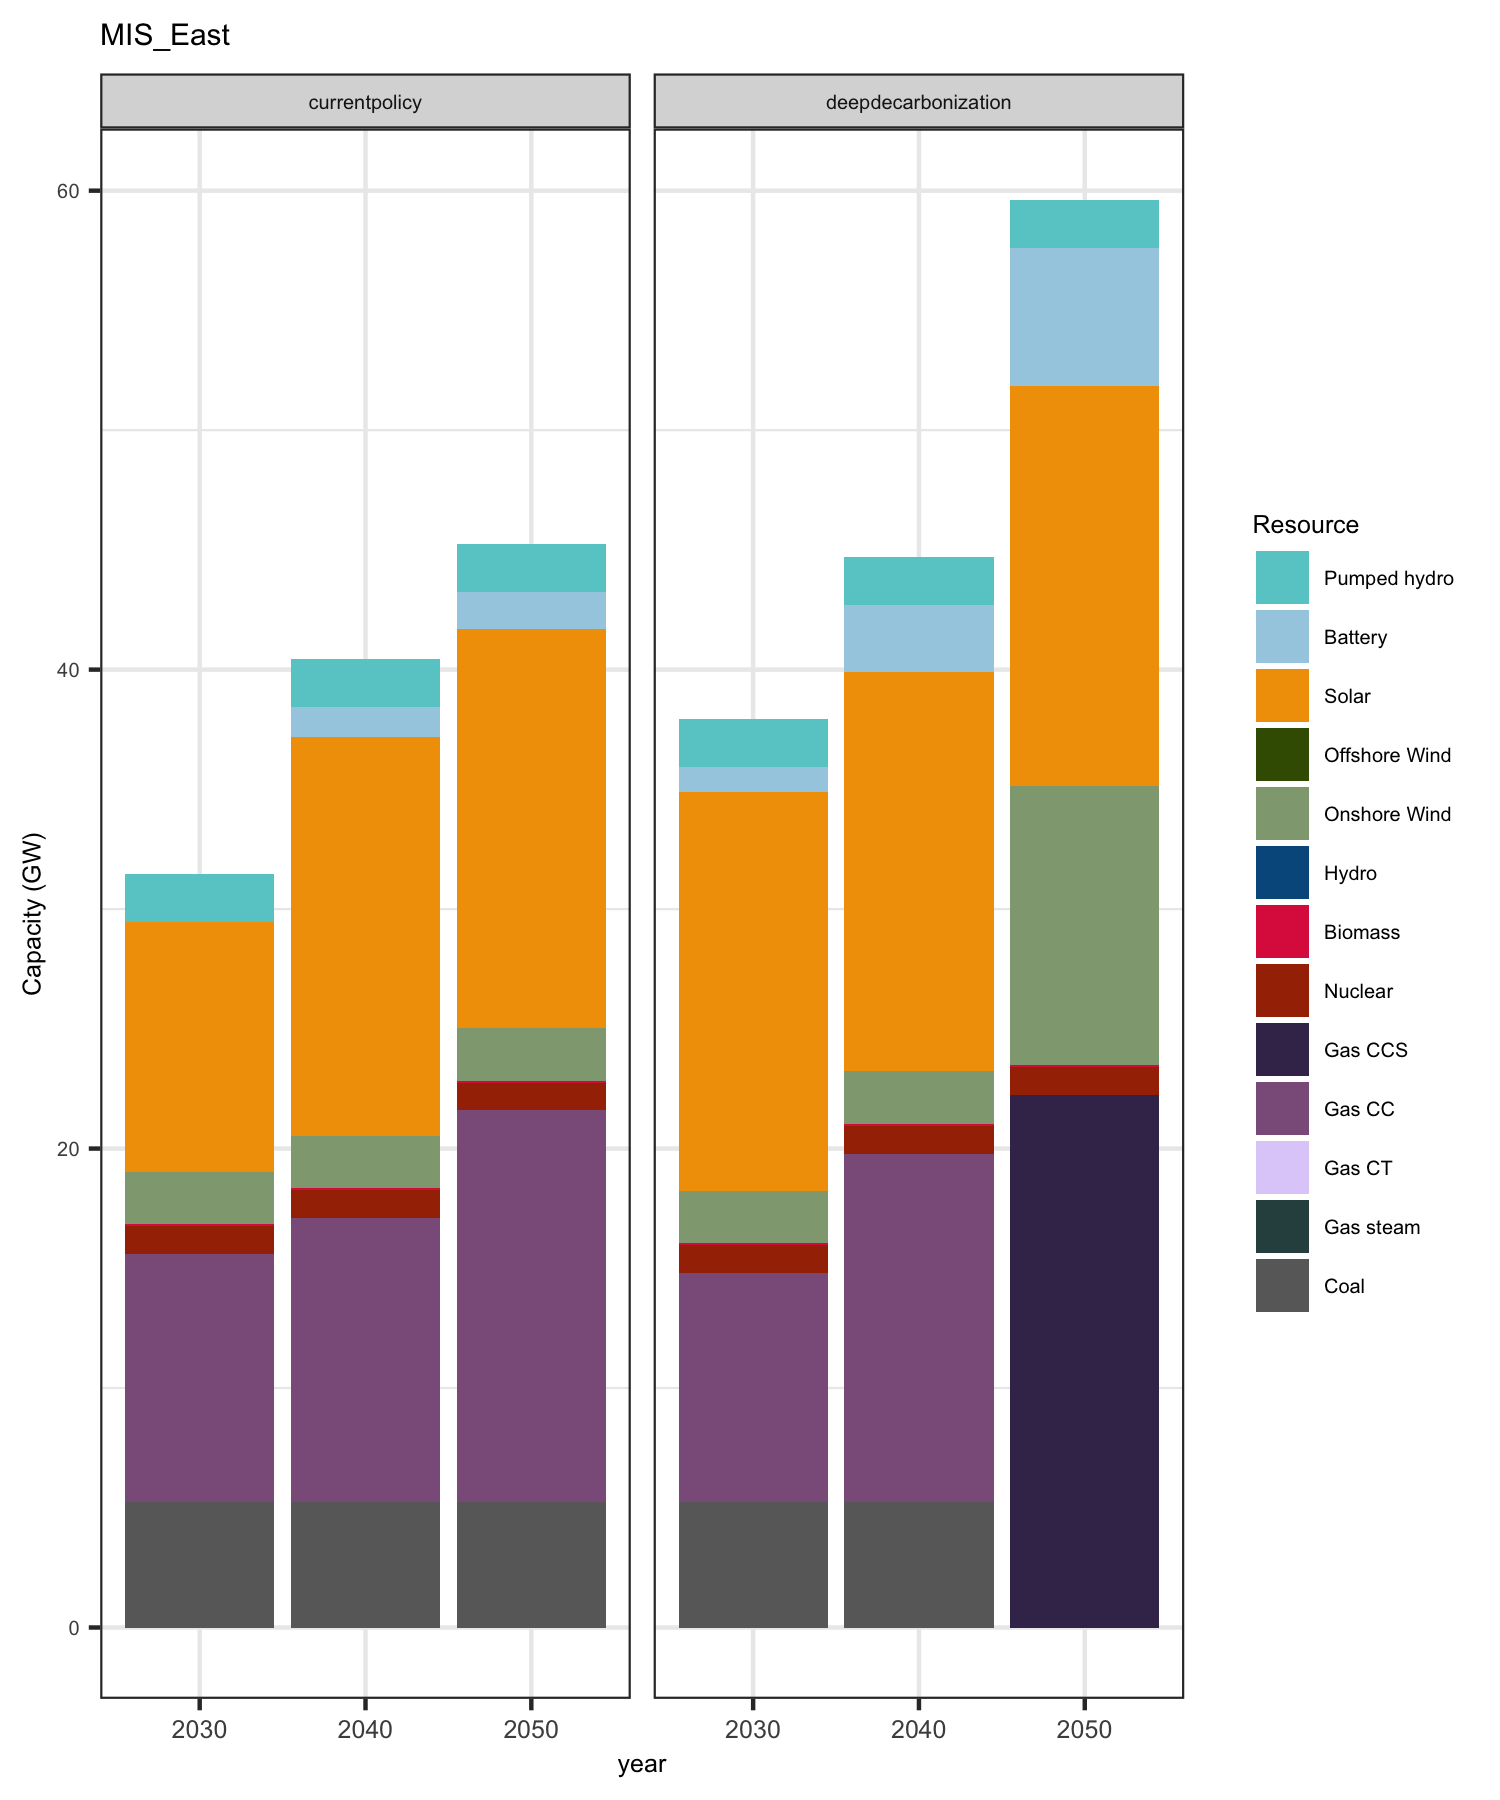 MIS_East
currentpolicy
deepdecarbonization
60
40
20
0
Capacity (GW)
2030
2040
2050
2030
2040
2050
year
Resource
Pumped hydro
Battery
Solar
Offshore Wind
Onshore Wind
Hydro
Biomass
Nuclear
Gas CCS
Gas CC
Gas CT
Gas steam
Coal